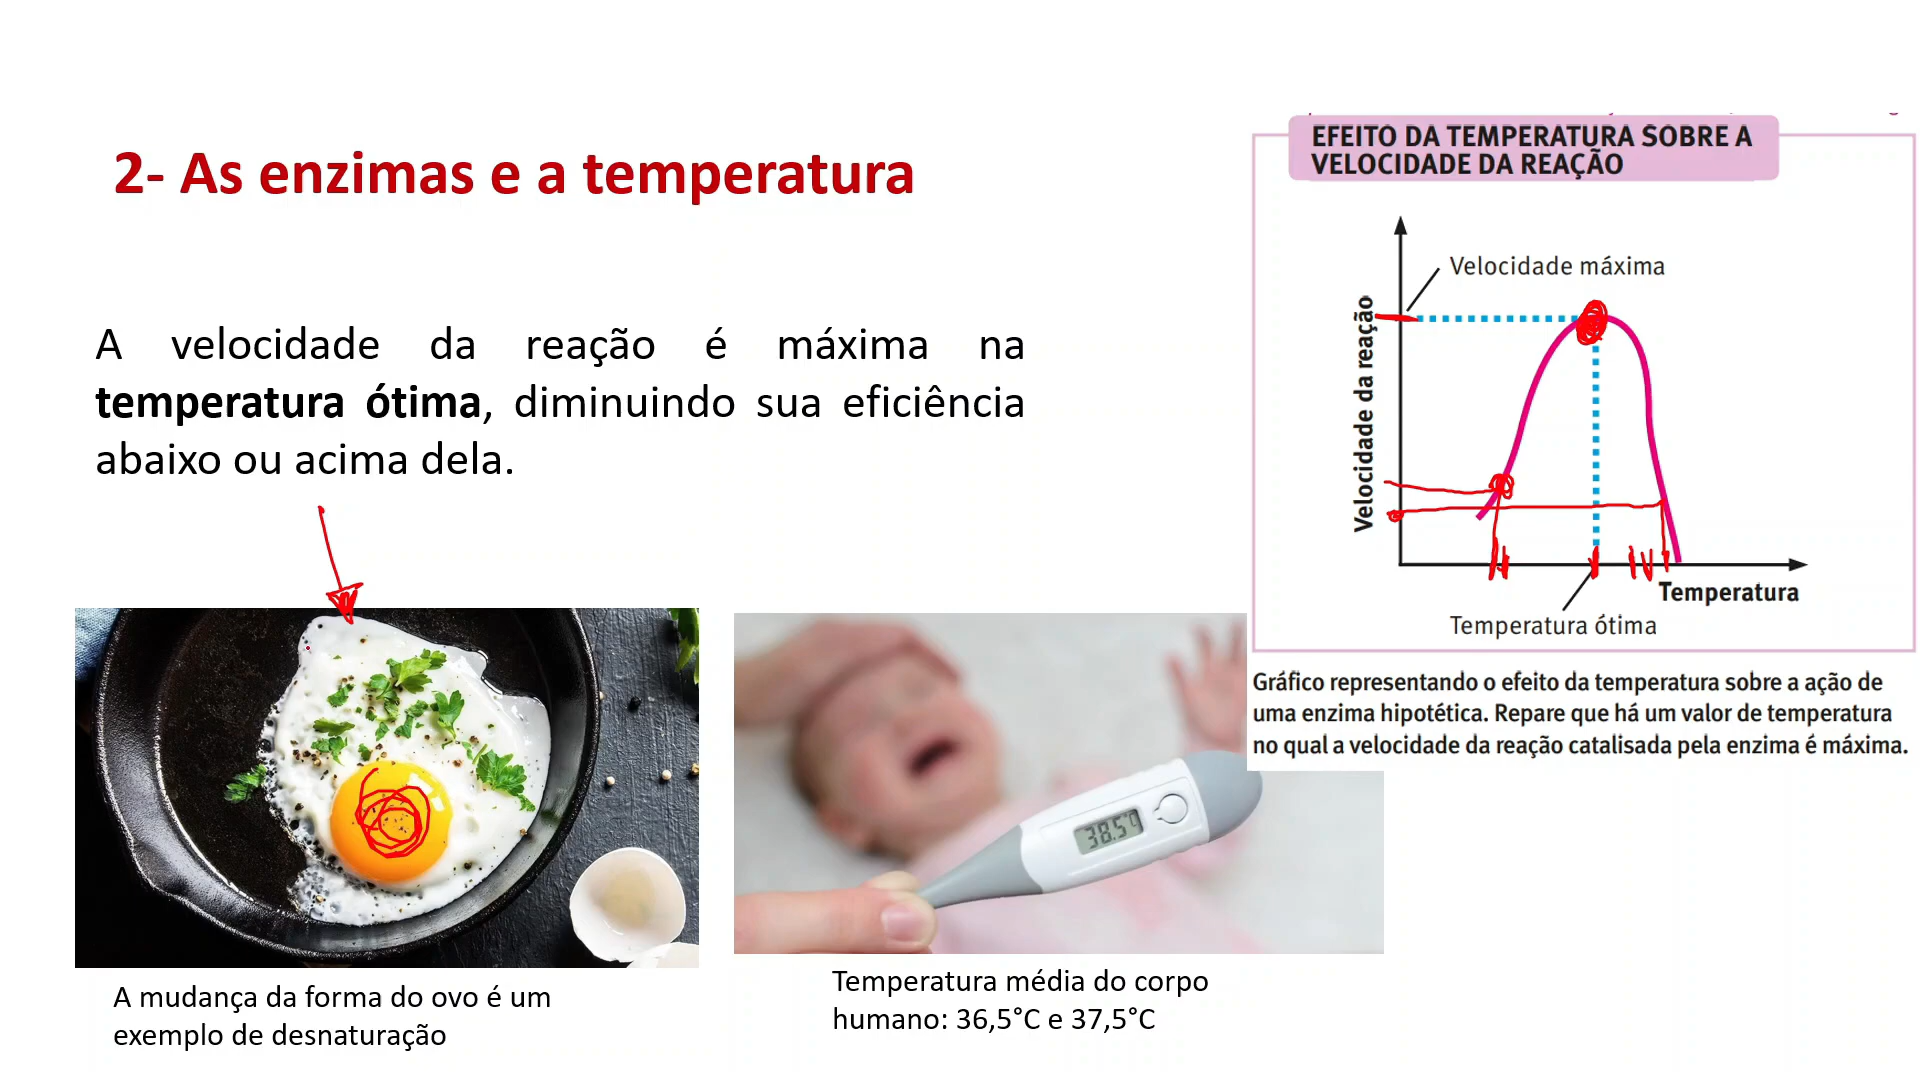 2- As enzimas e a temperatura
A velocidade da reação é máxima na
temperatura ótima, diminuindo sua eficiência
abaixo ou acima dela.
EFEITO DA TEMPERATURA SOBRE A
VELOCIDADE DA REAÇÃO
Velocidade máxima
Velocidade da reação
Temperatura
Temperatura ótima
Gráfico representando o efeito da temperatura sobre a ação de
uma enzima hipotética. Repare que há um valor de temperatura
no qual a velocidade da reação catalisada pela enzima é máxima.
38.5°
A mudança da forma do ovo é um
exemplo de desnaturação
Temperatura média do corpo
humano: 36,5°C e 37,5°C